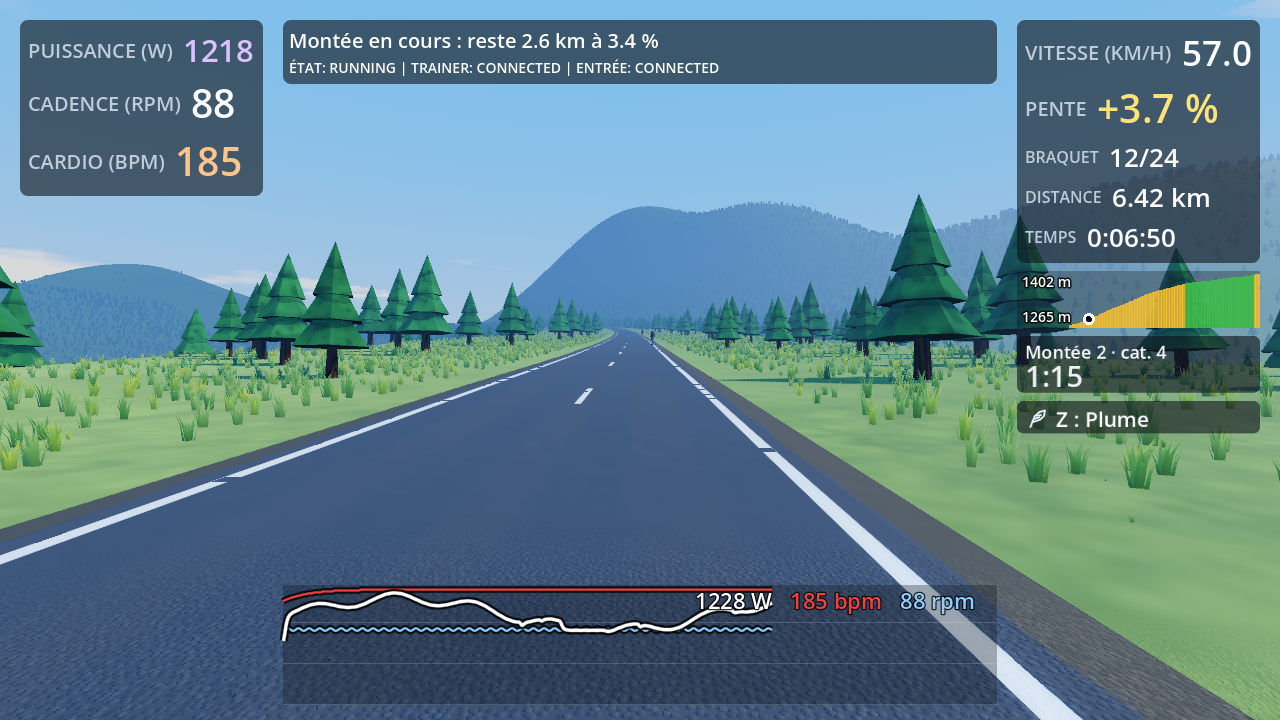 PUISSANCE (W) 1218
CADENCE (RPM) 88
CARDIO (BPM) 185
Montée en cours : reste 2.6 km à 3.4 %
ÉTAT: RUNNING | TRAINER: CONNECTED | ENTRÉE: CONNECTED
VITESSE (KM/H) 57.0
PENTE +3.7 %
BRAQUET 12/24
DISTANCE 6.42 km
TEMPS 0:06:50
1402 m
1265 m
Montée 2 · cat. 4
1:15
Z : Plume
1228 W 185 bpm 88 rpm